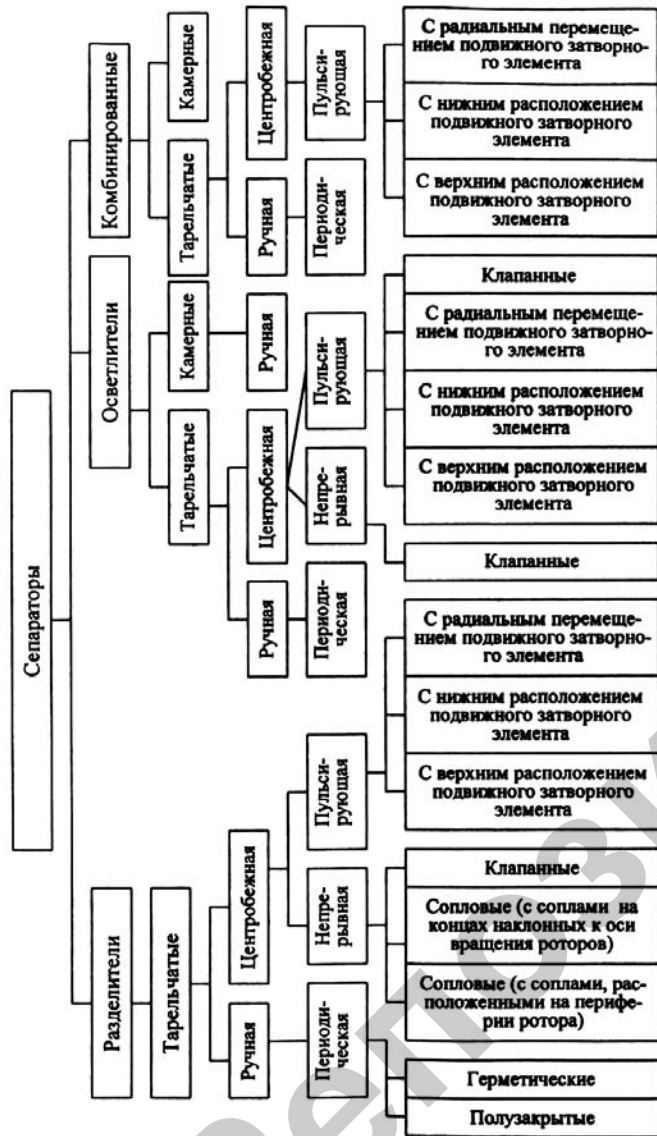 Сепараторы
Разделители
Осветлители
Комбинированные
Тарельчатые
Тарельчатые
Камерные
Тарельчатые
Камерные
Ручная
Центробежная
Ручная
Центробежная
Ручная
Ручная
Центробежная
Периоди-
ческая
Непре-
рывная
Пульси-
рующая
Периоди-
ческая
Непре-
рывная
Пульси-
рующая
Периоди-
ческая
Пульси-
рующая
С радиальным перемеще-
нием подвижного затворно-
го элемента
С нижним расположением
подвижного затворного
элемента
С верхним расположением
подвижного затворного
элемента
Клапанные
С радиальным перемеще-
нием подвижного затворно-
го элемента
С нижним расположением
подвижного затворного
элемента
С верхним расположением
подвижного затворного
элемента
Клапанные
С радиальным перемеще-
нием подвижного затворно-
го элемента
С нижним расположением
подвижного затворного
элемента
С верхним расположением
подвижного затворного
элемента
Клапанные
Сопловые (с соплами на
концах наклонных к оси
вращения роторов)
Сопловые (с соплами, рас-
положенными на перифе-
рии ротора)
Герметические
Полузакрытые